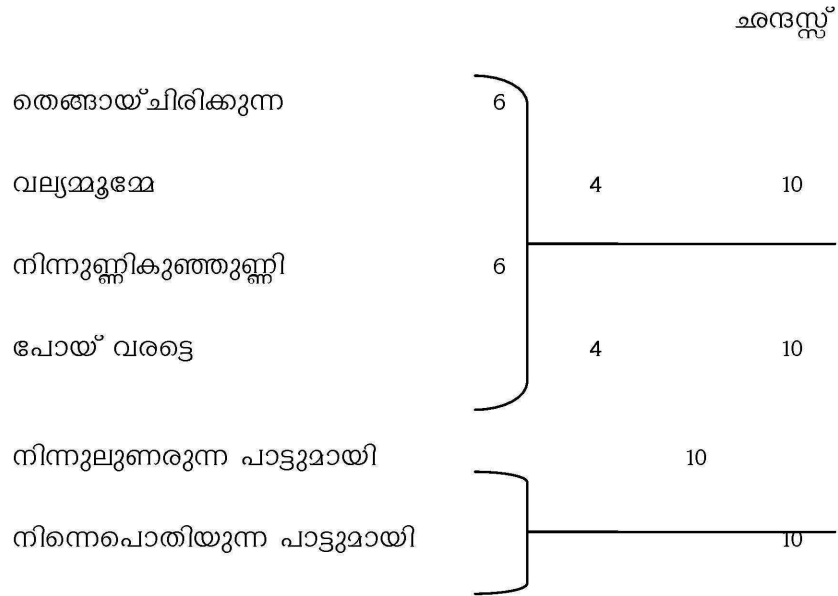 ഛന്ദസ്സ്
തെങ്ങായ്ചിരിക്കുന്ന 6
വല്യമ്മൂമ്മേ 4 10
നിന്നുണ്ണികുഞ്ഞുണ്ണി 6
പോയ് വരട്ടെ 4 10
നിന്നുലുണരുന്ന പാട്ടുമായി 10
നിന്നെപൊതിയുന്ന പാട്ടുമായി 10